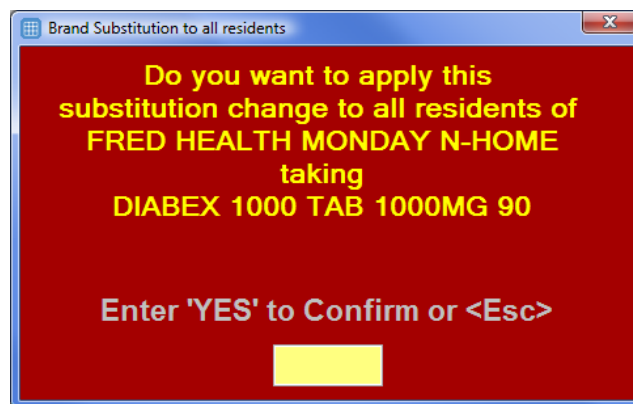 Brand Substitution to all residents
Do you want to apply this
substitution change to all residents of
FRED HEALTH MONDAY N-HOME
taking
DIABEX 1000 TAB 1000MG 90
Enter 'YES' to Confirm or <Esc>